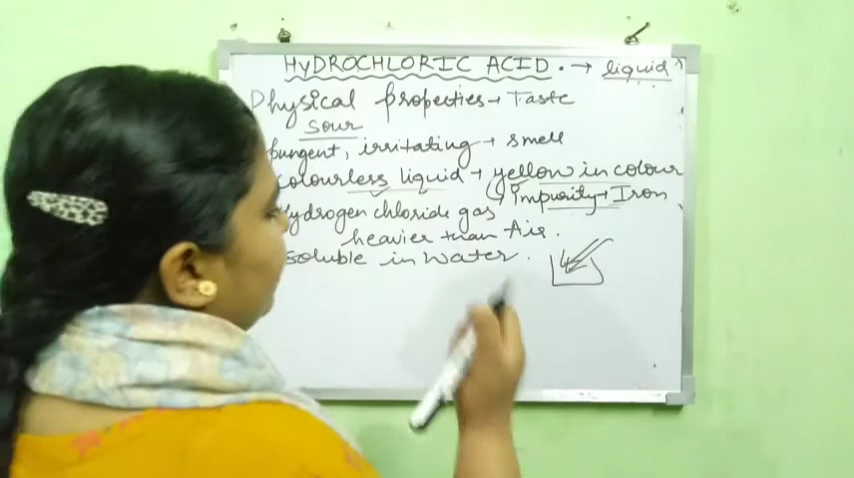 HYDROCHLORIC ACID. → liquid
Physical properties → Taste
sour
pungent, irritating → smell
colourless liquid → yellow in colour
impurity → Iron
Hydrogen chloride gas
heavier than Air.
soluble in water.